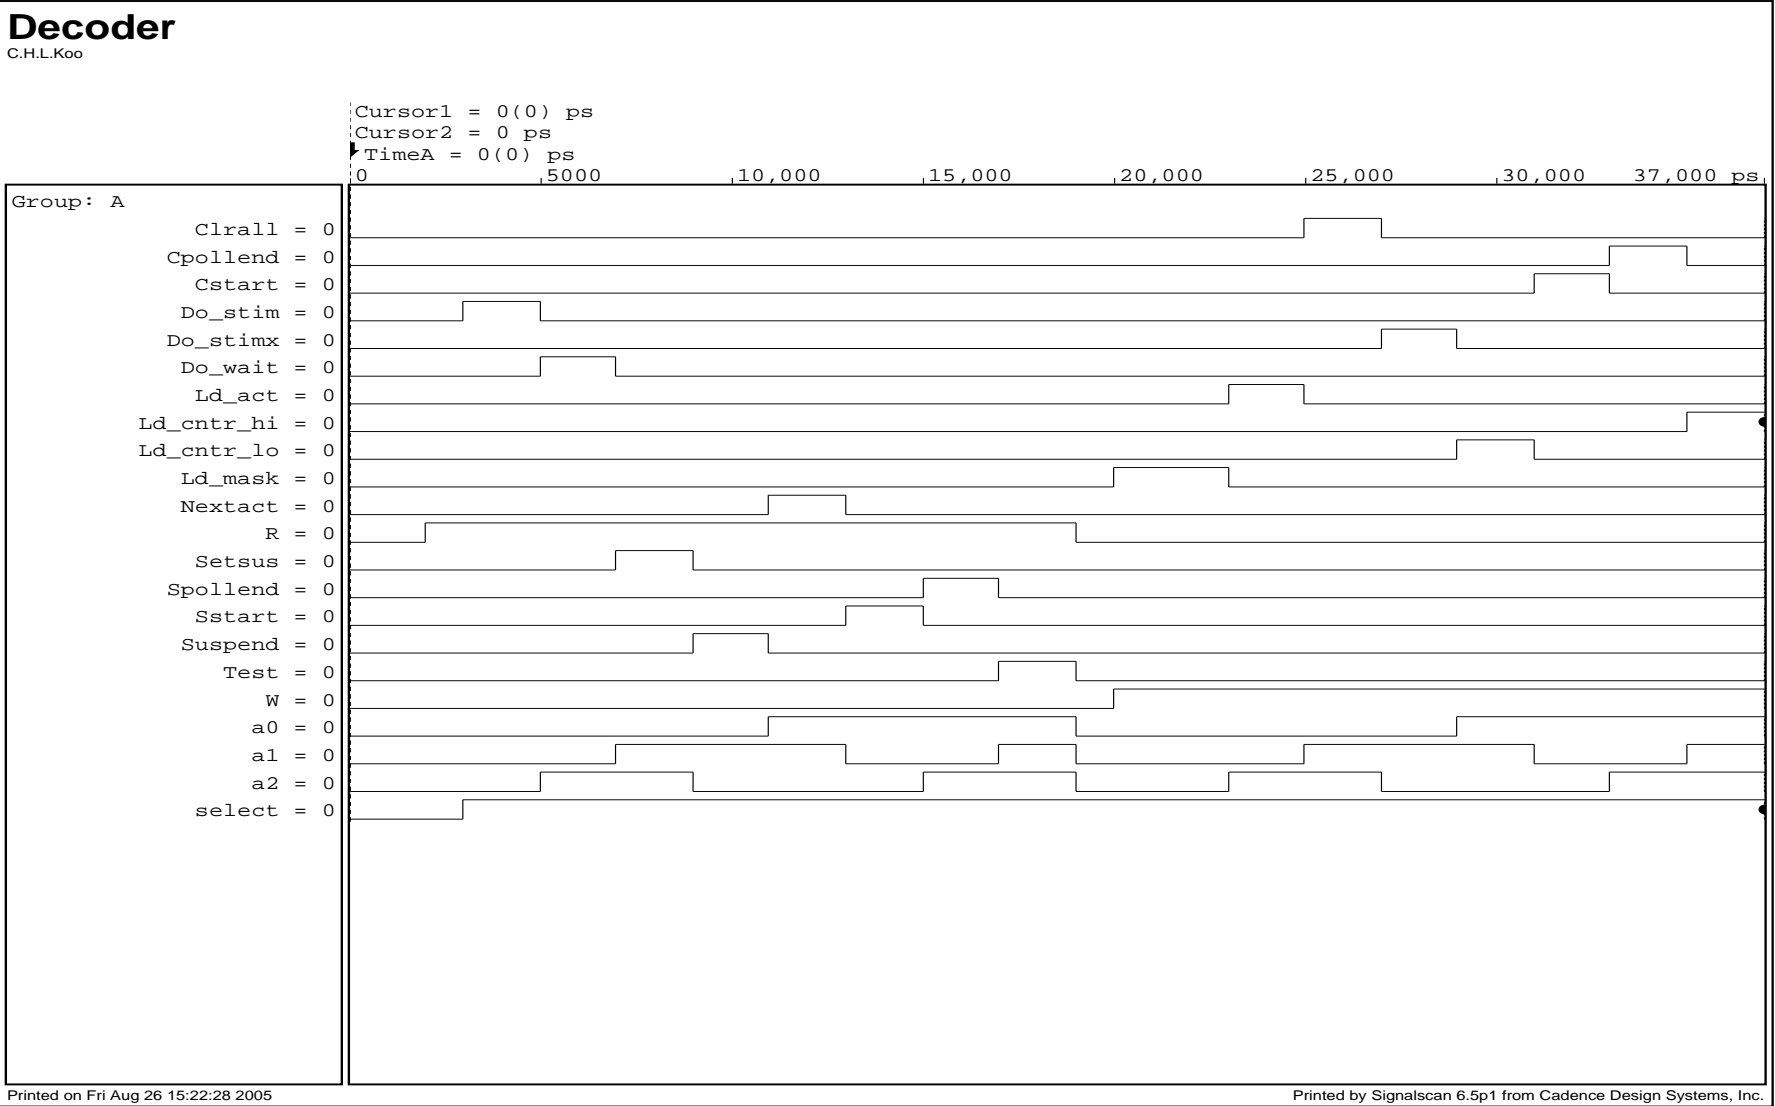 Decoder
C.H.L.Koo
Cursor1 = 0(0) ps
Cursor2 = 0 ps
TimeA = 0(0) ps
0 5000 10,000 15,000 20,000 25,000 30,000 37,000 ps
Group: A
Clrall = 0
Cpollend = 0
Cstart = 0
Do_stim = 0
Do_stimx = 0
Do_wait = 0
Ld_act = 0
Ld_cntr_hi = 0
Ld_cntr_lo = 0
Ld_mask = 0
Nextact = 0
R = 0
Setsus = 0
Spollend = 0
Sstart = 0
Suspend = 0
Test = 0
W = 0
a0 = 0
a1 = 0
a2 = 0
select = 0
Printed on Fri Aug 26 15:22:28 2005
Printed by Signalscan 6.5p1 from Cadence Design Systems, Inc.